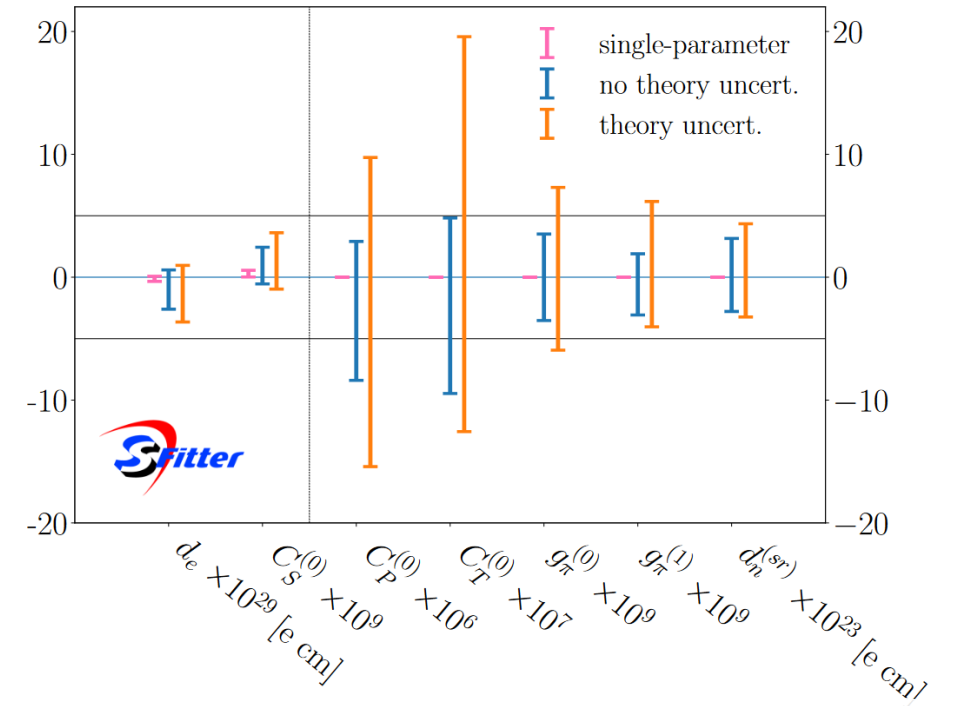 20
10
0
-10
-20
20
10
0
−10
−20
single-parameter
no theory uncert.
theory uncert.
SFitter
d_e ×10^{29} [e cm]
C_S^{(0)} ×10^9
C_P^{(0)} ×10^6
C_T^{(0)} ×10^7
g_π^{(0)} ×10^9
g_π^{(1)} ×10^9
d_n^{(sr)} ×10^{23} [e cm]